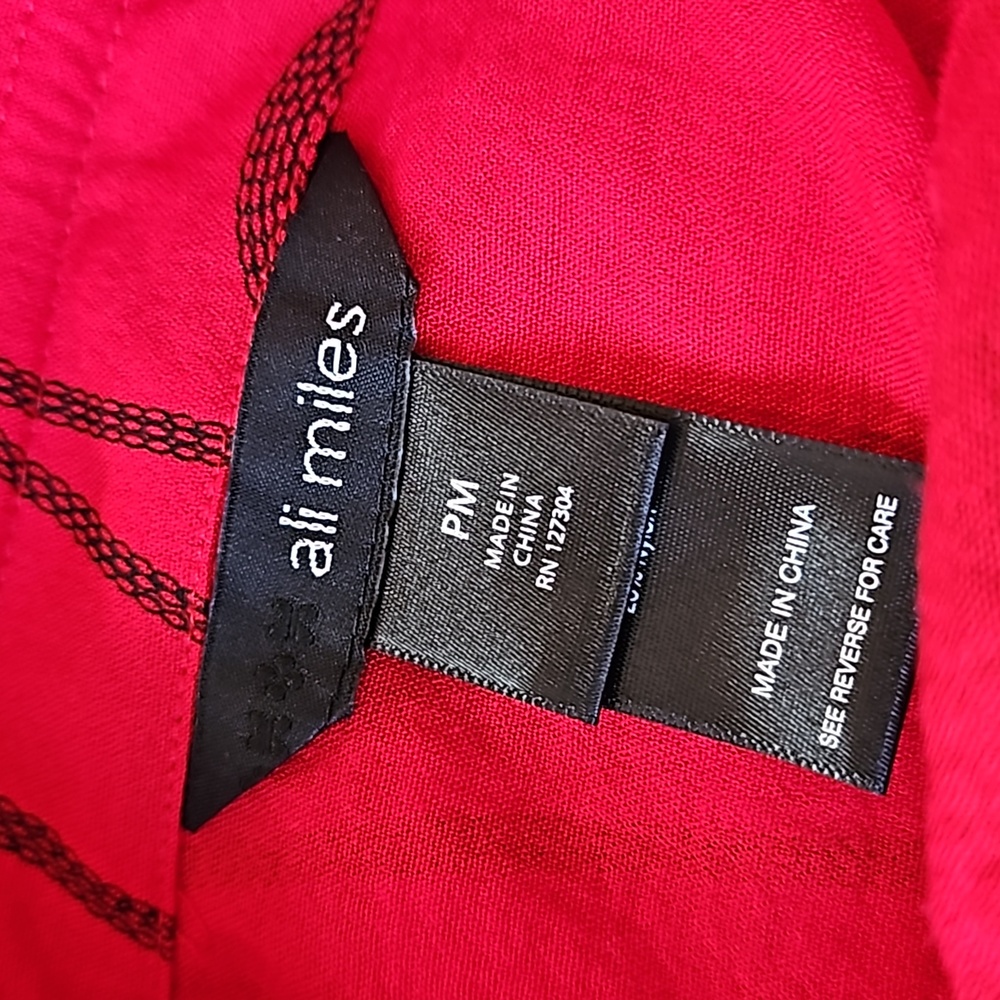 ali miles
PM
MADE IN
CHINA
RN 127304
MADE IN CHINA
SEE REVERSE FOR CARE